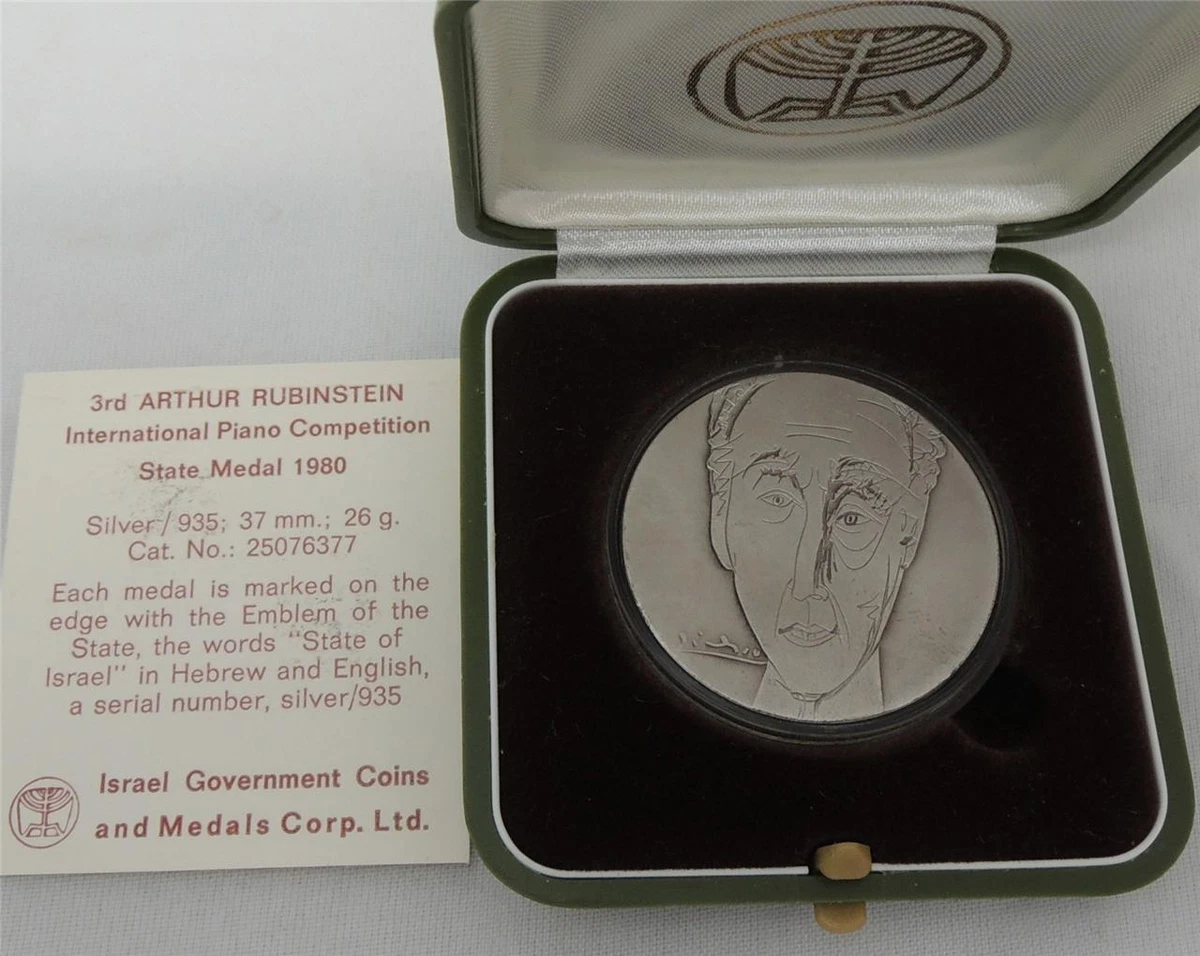 3rd ARTHUR RUBINSTEIN
International Piano Competition
State Medal 1980
Silver/935; 37 mm.; 26 g.
Cat. No.: 25076377
Each medal is marked on the
edge with the Emblem of the
State, the words "State of
Israel" in Hebrew and English,
a serial number, silver/935
Israel Government Coins
and Medals Corp. Ltd.